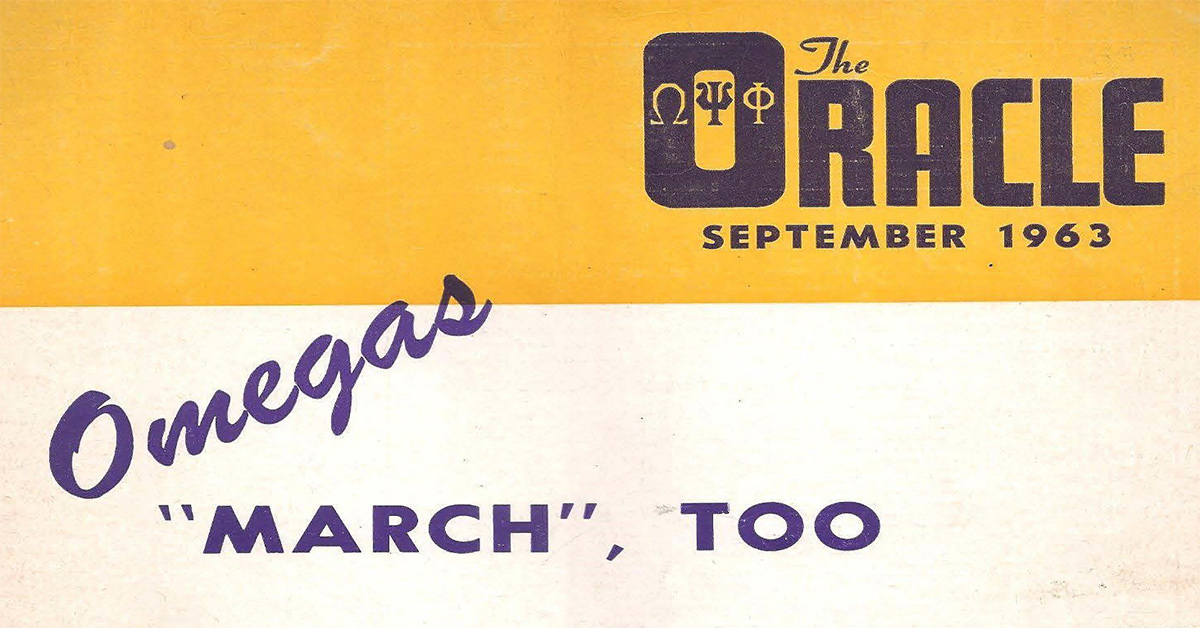 The
ORACLE
ΩΨΦ
SEPTEMBER 1963
Omegas
"MARCH", TOO